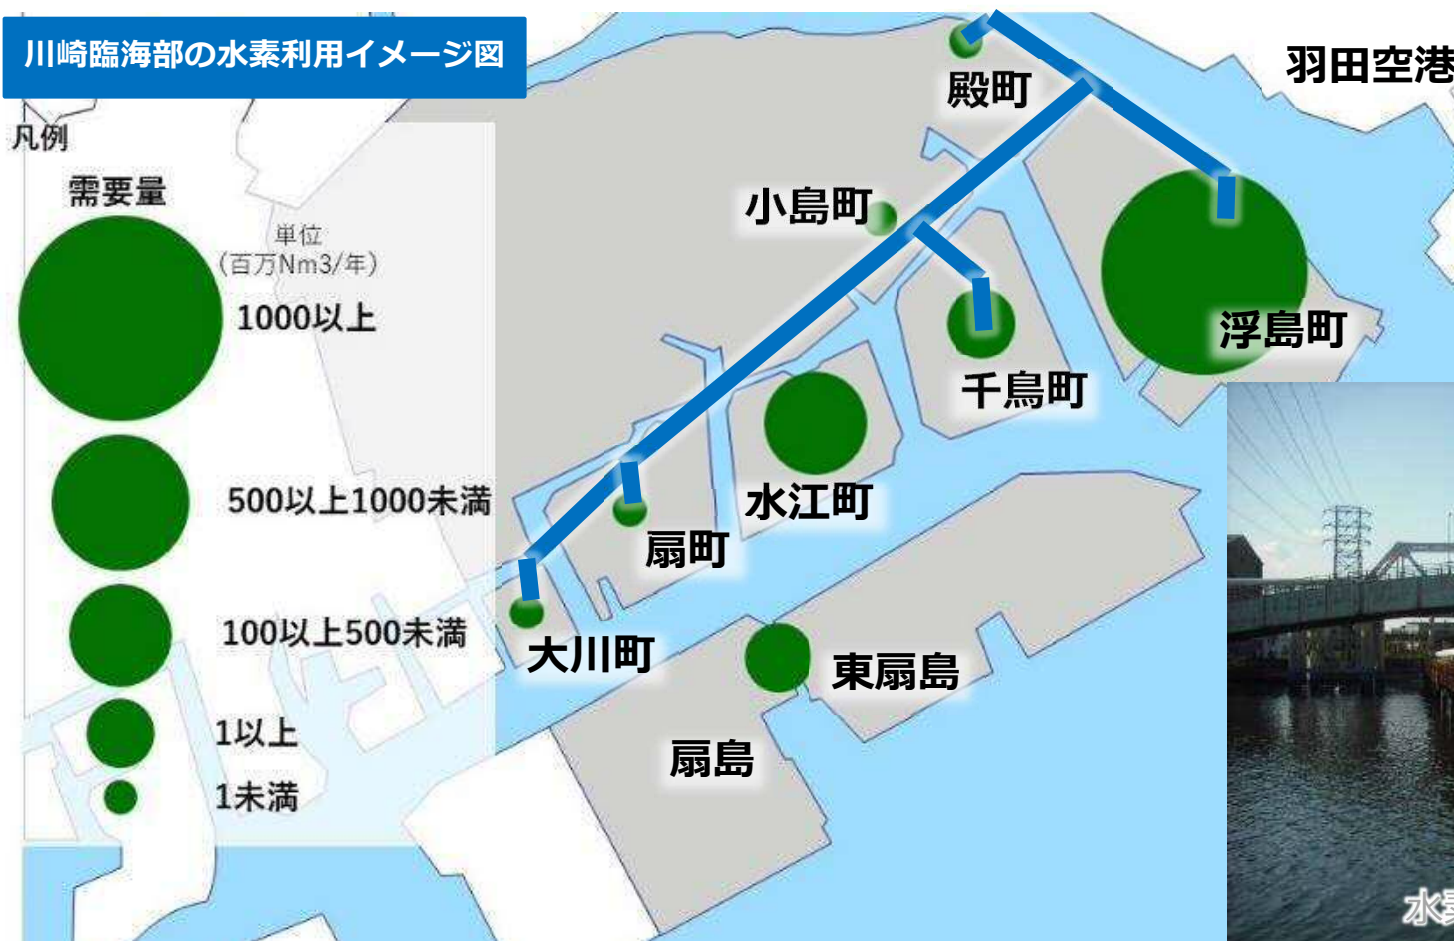 川崎臨海部の水素利用イメージ図
羽田空港
殿町
凡例
需要量
単位
（百万Nm3/年）
1000以上
500以上1000未満
100以上500未満
1以上
1未満
小島町
浮島町
千鳥町
水江町
扇町
大川町
東扇島
扇島
水素